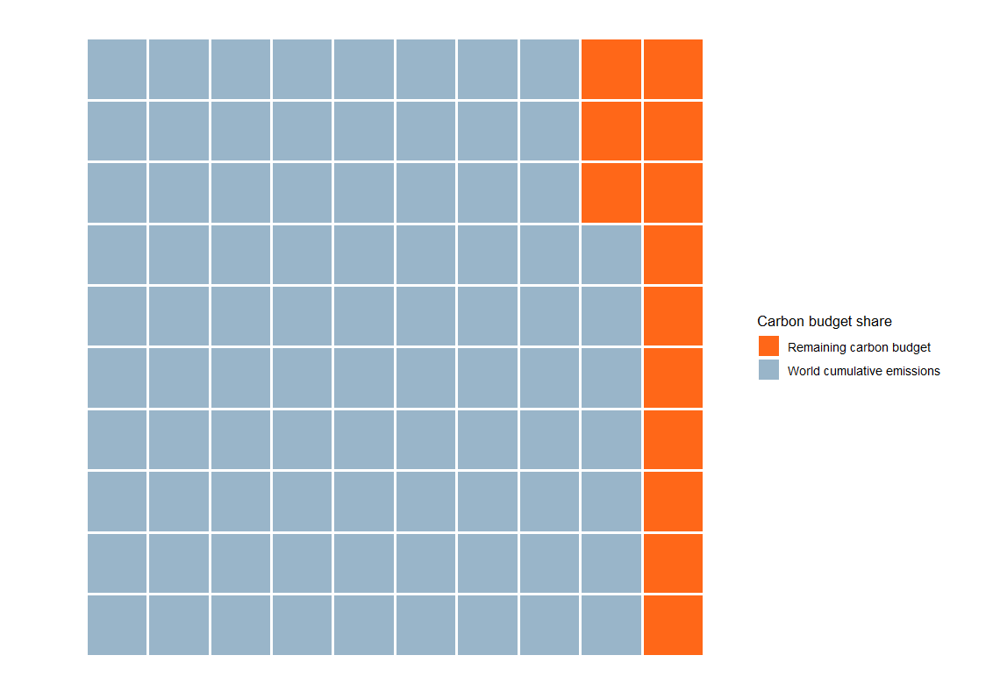 Carbon budget share
Remaining carbon budget
World cumulative emissions